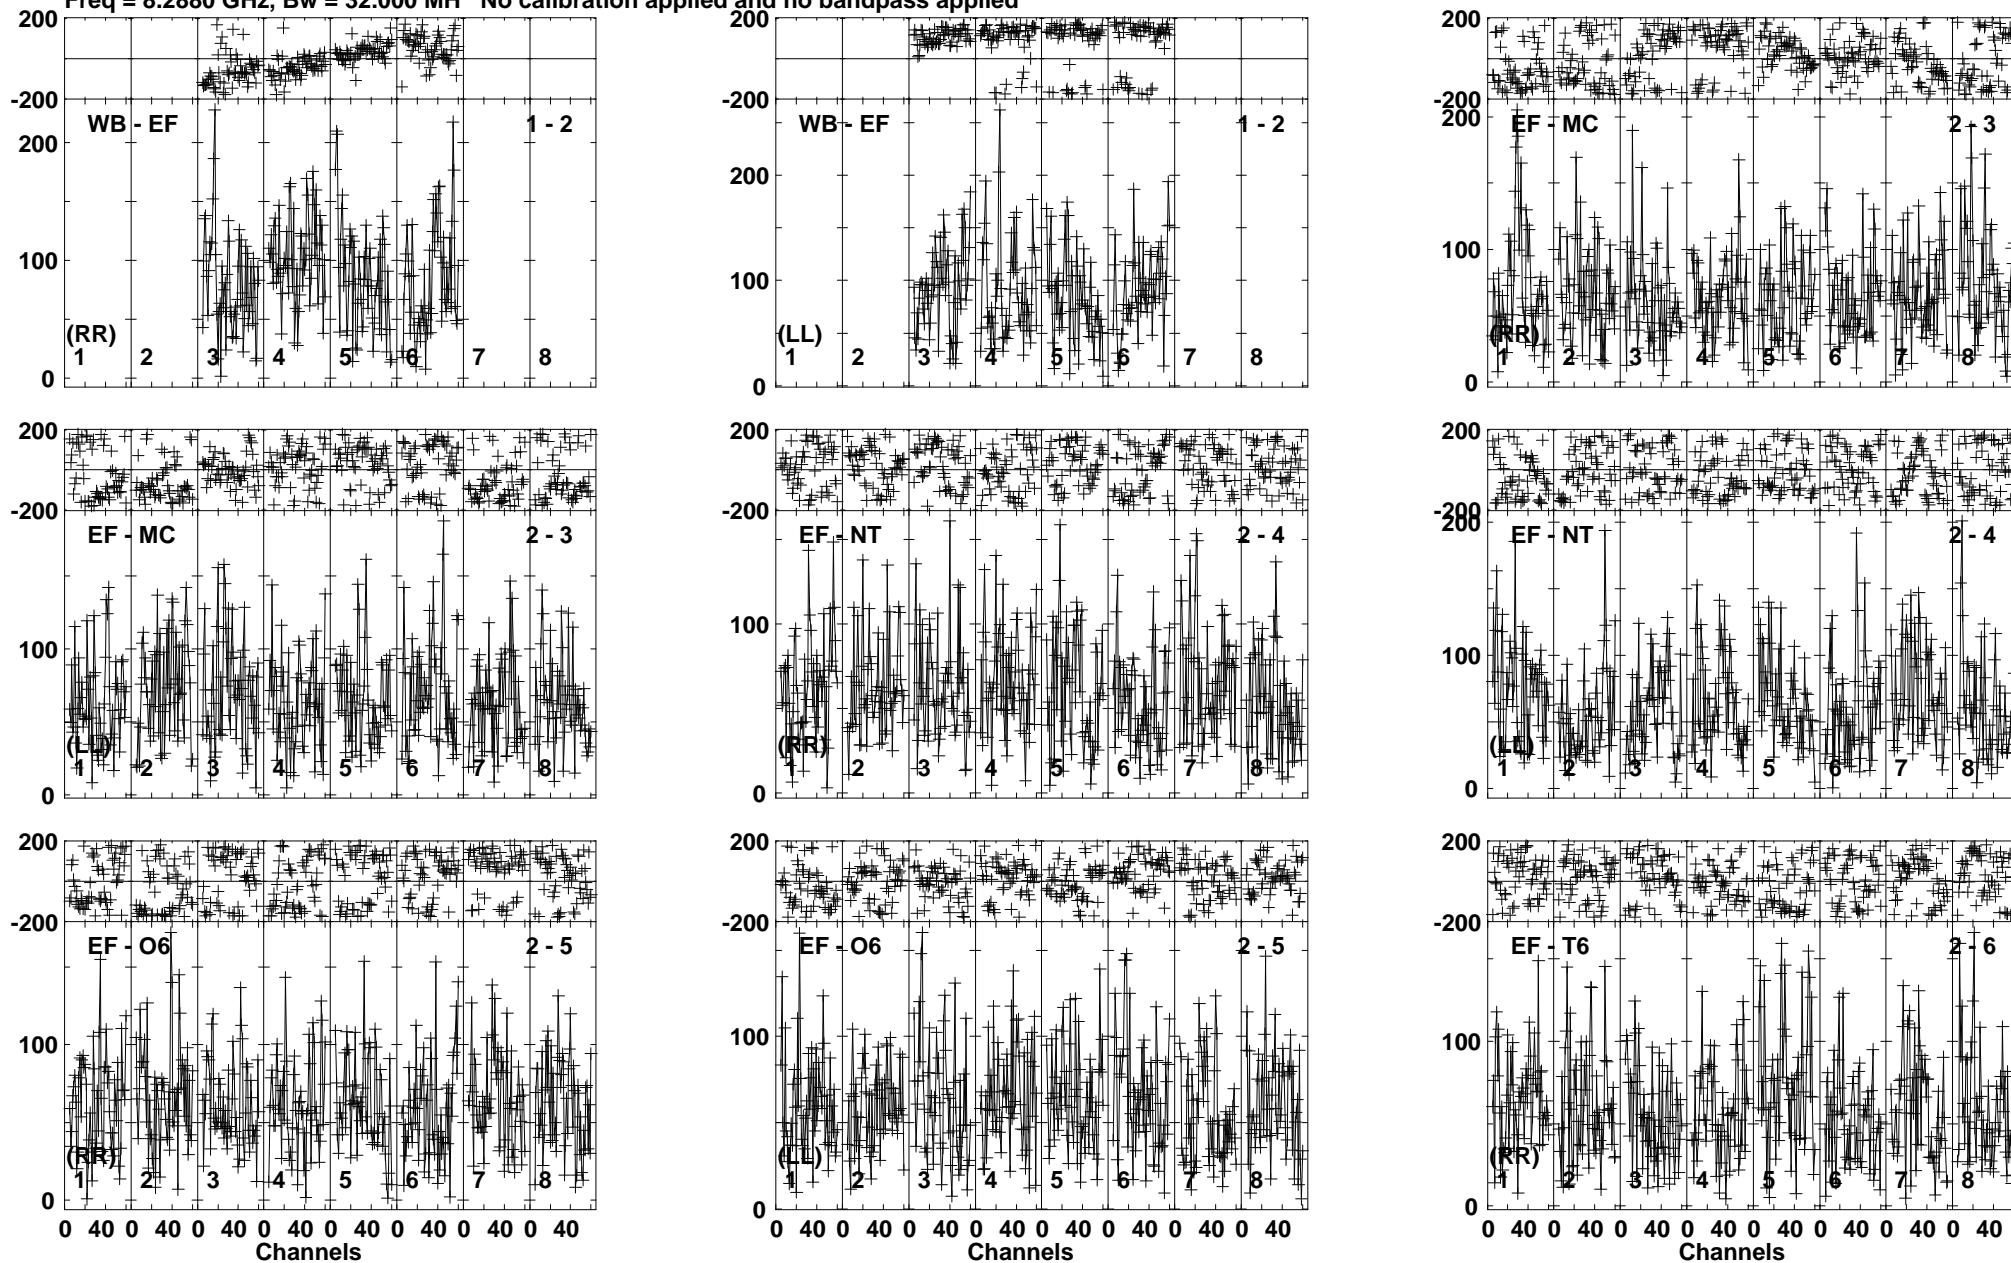 Freq = 8.2880 GHz, Bw = 32.000 MH No calibration applied and no bandpass applied
200 200 200
-200 -200 -200
WB - EF 1 - 2 WB - EF 1 - 2 EF - MC 2 - 3
200 200 200
100 100 100
(RR) (LL) (RR)
1 2 3 4 5 6 7 8 1 2 3 4 5 6 7 8 1 2 3 4 5 6 7 8
0 0 0
200 200 200
-200 -200 -200
200
EF - MC 2 - 3 EF - NT 2 - 4 EF - NT 2 - 4
100 100 100
(LL) (RR) (LL)
1 2 3 4 5 6 7 8 1 2 3 4 5 6 7 8 1 2 3 4 5 6 7 8
0 0 0
200 200 200
-200 -200 -200
EF - O6 2 - 5 EF - O6 2 - 5 EF - T6 2 - 6
100 100 100
(RR) (LL) (RR)
1 2 3 4 5 6 7 8 1 2 3 4 5 6 7 8 1 2 3 4 5 6 7 8
0 0 0
0 40 0 40 0 40 0 40 0 40 0 40 0 40 0 40 0 40 0 40 0 40 0 40 0 40 0 40 0 40 0 40 0 40 0 40 0 40 0 40 0 40 0 40 0 40 0 40
Channels Channels Channels